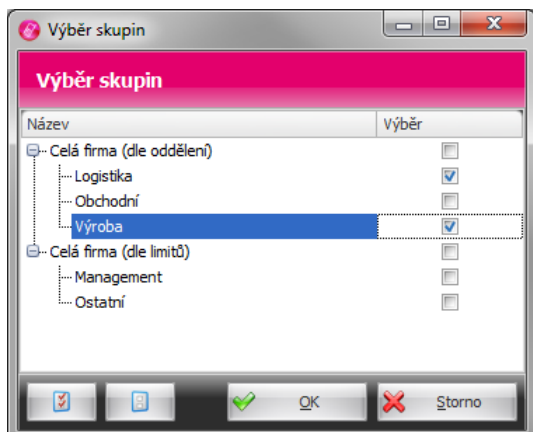 Výběr skupin
Výběr skupin
Název Výběr
Celá firma (dle oddělení)
Logistika
Obchodní
Výroba
Celá firma (dle limitů)
Management
Ostatní
OK Storno